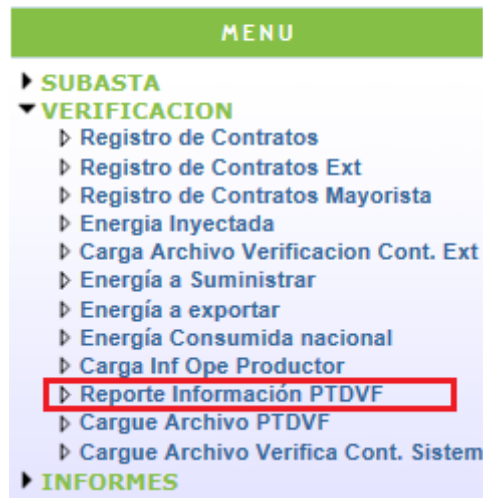 MENU
SUBASTA
VERIFICACION
Registro de Contratos
Registro de Contratos Ext
Registro de Contratos Mayorista
Energia Inyectada
Carga Archivo Verificacion Cont. Ext
Energía a Suministrar
Energía a exportar
Energía Consumida nacional
Carga Inf Ope Productor
Reporte Información PTDVF
Cargue Archivo PTDVF
Cargue Archivo Verifica Cont. Sistem
INFORMES